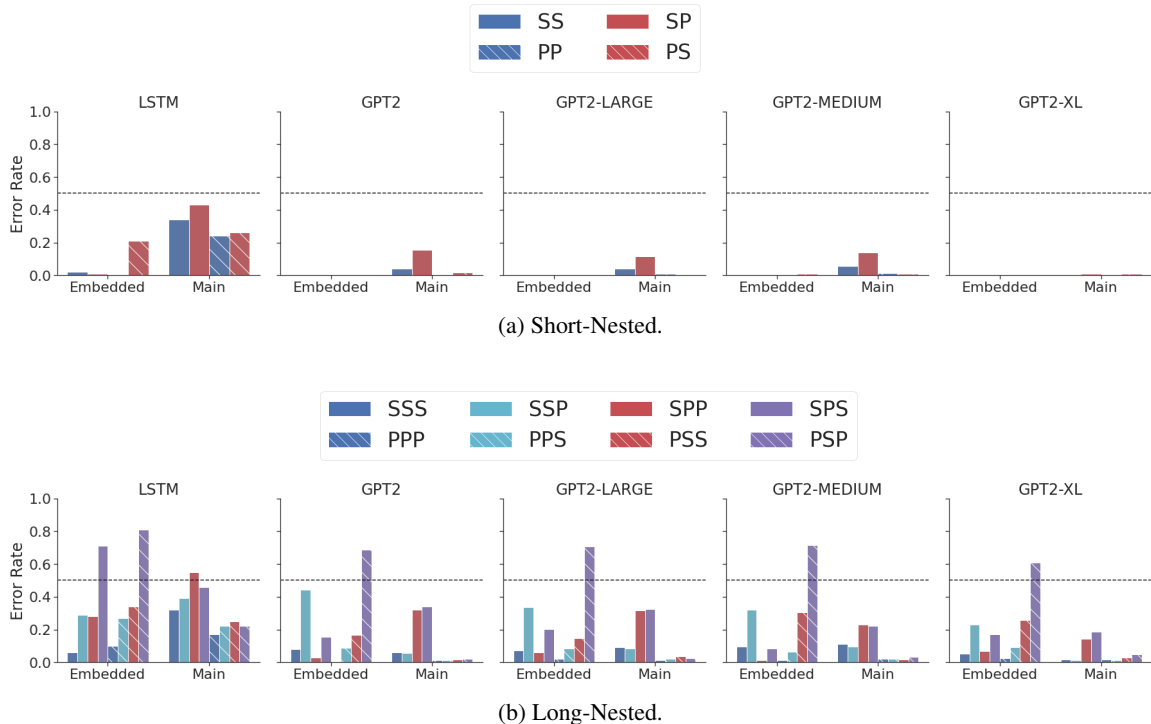 SS SP
PP PS
LSTM GPT2 GPT2-LARGE GPT2-MEDIUM GPT2-XL
1.0
0.8
0.6
0.4
0.2
0.0
Error Rate
Embedded Main Embedded Main Embedded Main Embedded Main Embedded Main
(a) Short-Nested.
SSS SSP SPP SPS
PPP PPS PSS PSP
LSTM GPT2 GPT2-LARGE GPT2-MEDIUM GPT2-XL
1.0
0.8
0.6
0.4
0.2
0.0
Error Rate
Embedded Main Embedded Main Embedded Main Embedded Main Embedded Main
(b) Long-Nested.